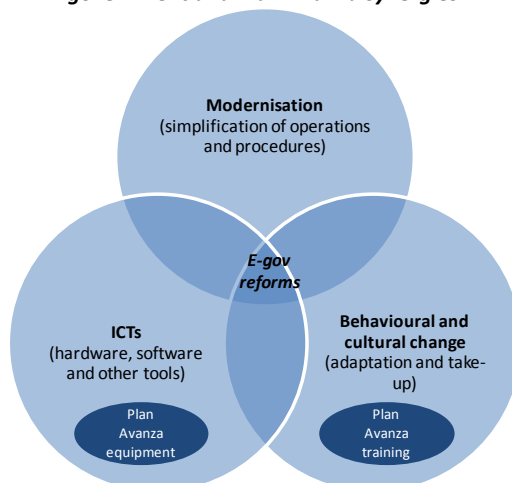 Modernisation
(simplification of operations
and procedures)
E-gov
reforms
ICTs
(hardware, software
and other tools)
Behavioural and
cultural change
(adaptation and take-
up)
Plan
Avanza
equipment
Plan
Avanza
training